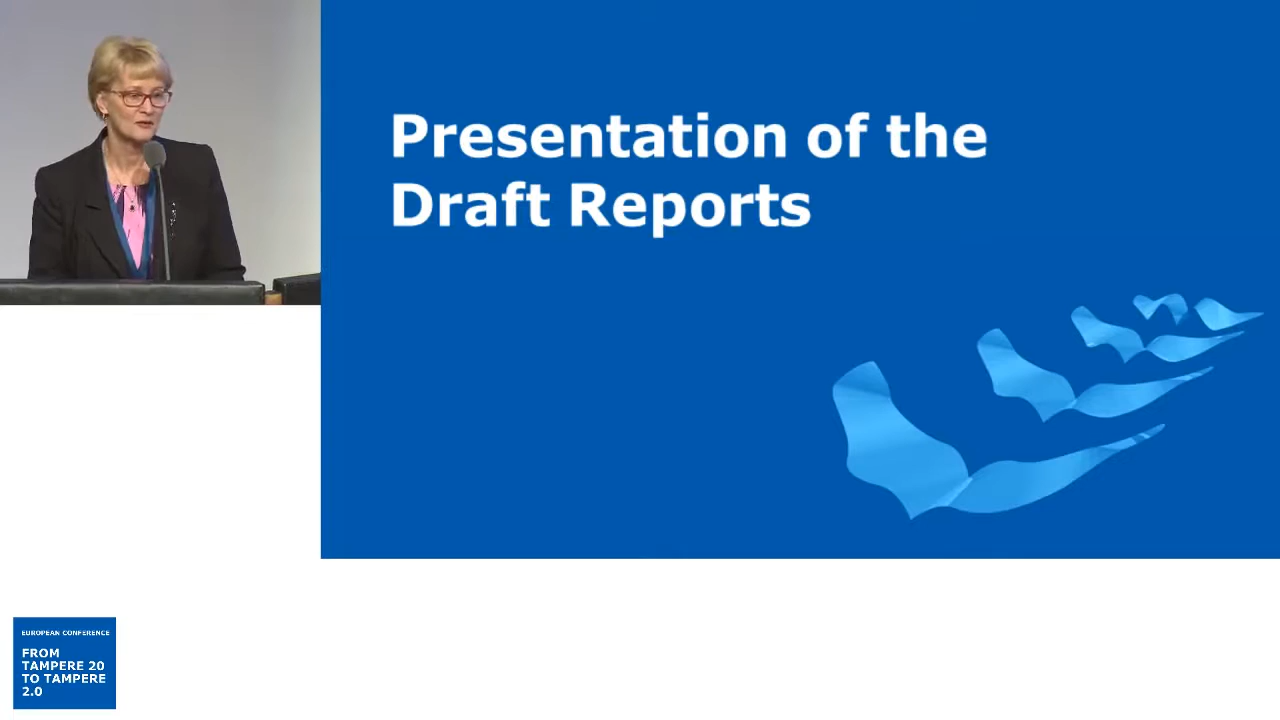 Presentation of the
Draft Reports
EUROPEAN CONFERENCE
FROM
TAMPERE 20
TO TAMPERE
2.0